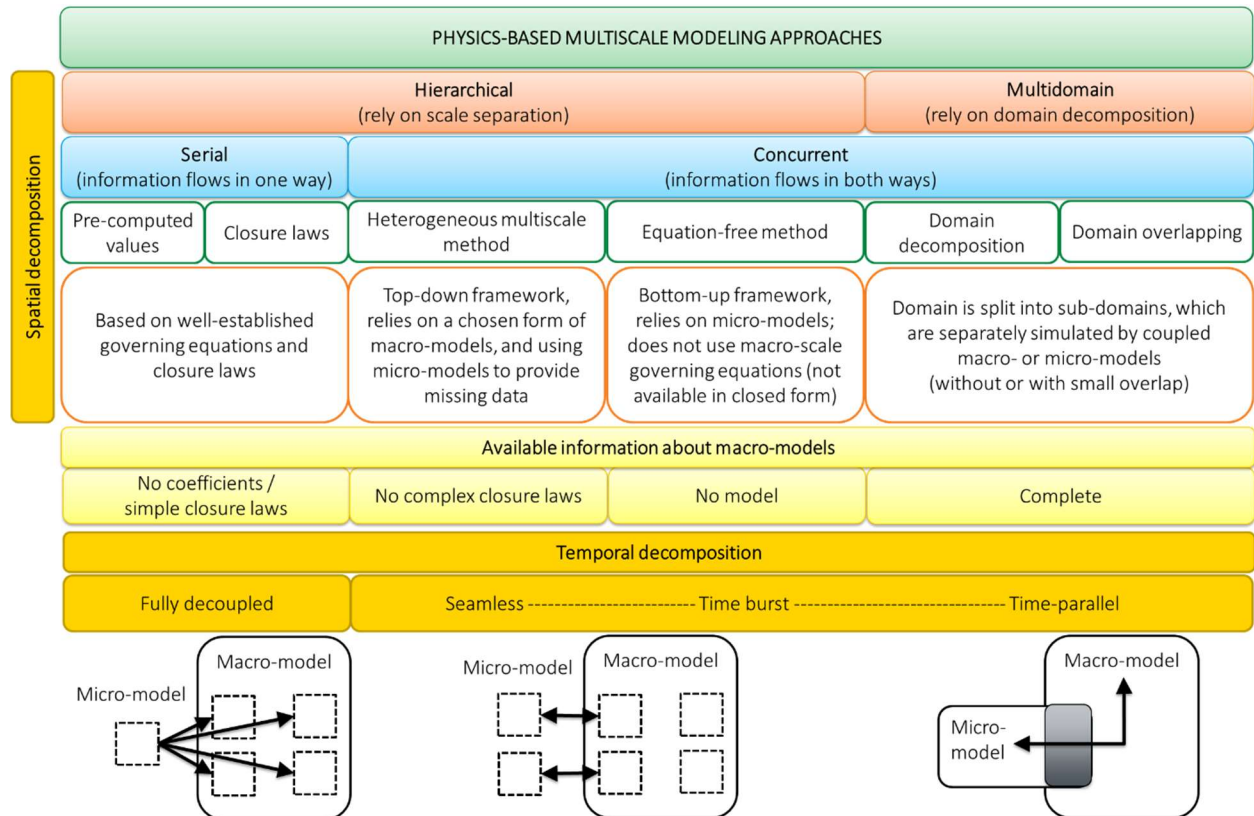 PHYSICS-BASED MULTISCALE MODELING APPROACHES
Spatial decomposition
Hierarchical
(rely on scale separation)
Multidomain
(rely on domain decomposition)
Serial
(information flows in one way)
Concurrent
(information flows in both ways)
Pre-computed
values
Closure laws
Heterogeneous multiscale
method
Equation-free method
Domain
decomposition
Domain overlapping
Based on well-established
governing equations and
closure laws
Top-down framework,
relies on a chosen form of
macro-models, and using
micro-models to provide
missing data
Bottom-up framework,
relies on micro-models;
does not use macro-scale
governing equations (not
available in closed form)
Domain is split into sub-domains, which
are separately simulated by coupled
macro- or micro-models
(without or with small overlap)
Available information about macro-models
No coefficients /
simple closure laws
No complex closure laws
No model
Complete
Temporal decomposition
Fully decoupled
Seamless ------------------------- Time burst -------------------------------- Time-parallel
Micro-model
Macro-model
Micro-model
Macro-model
Macro-model
Micro-
model